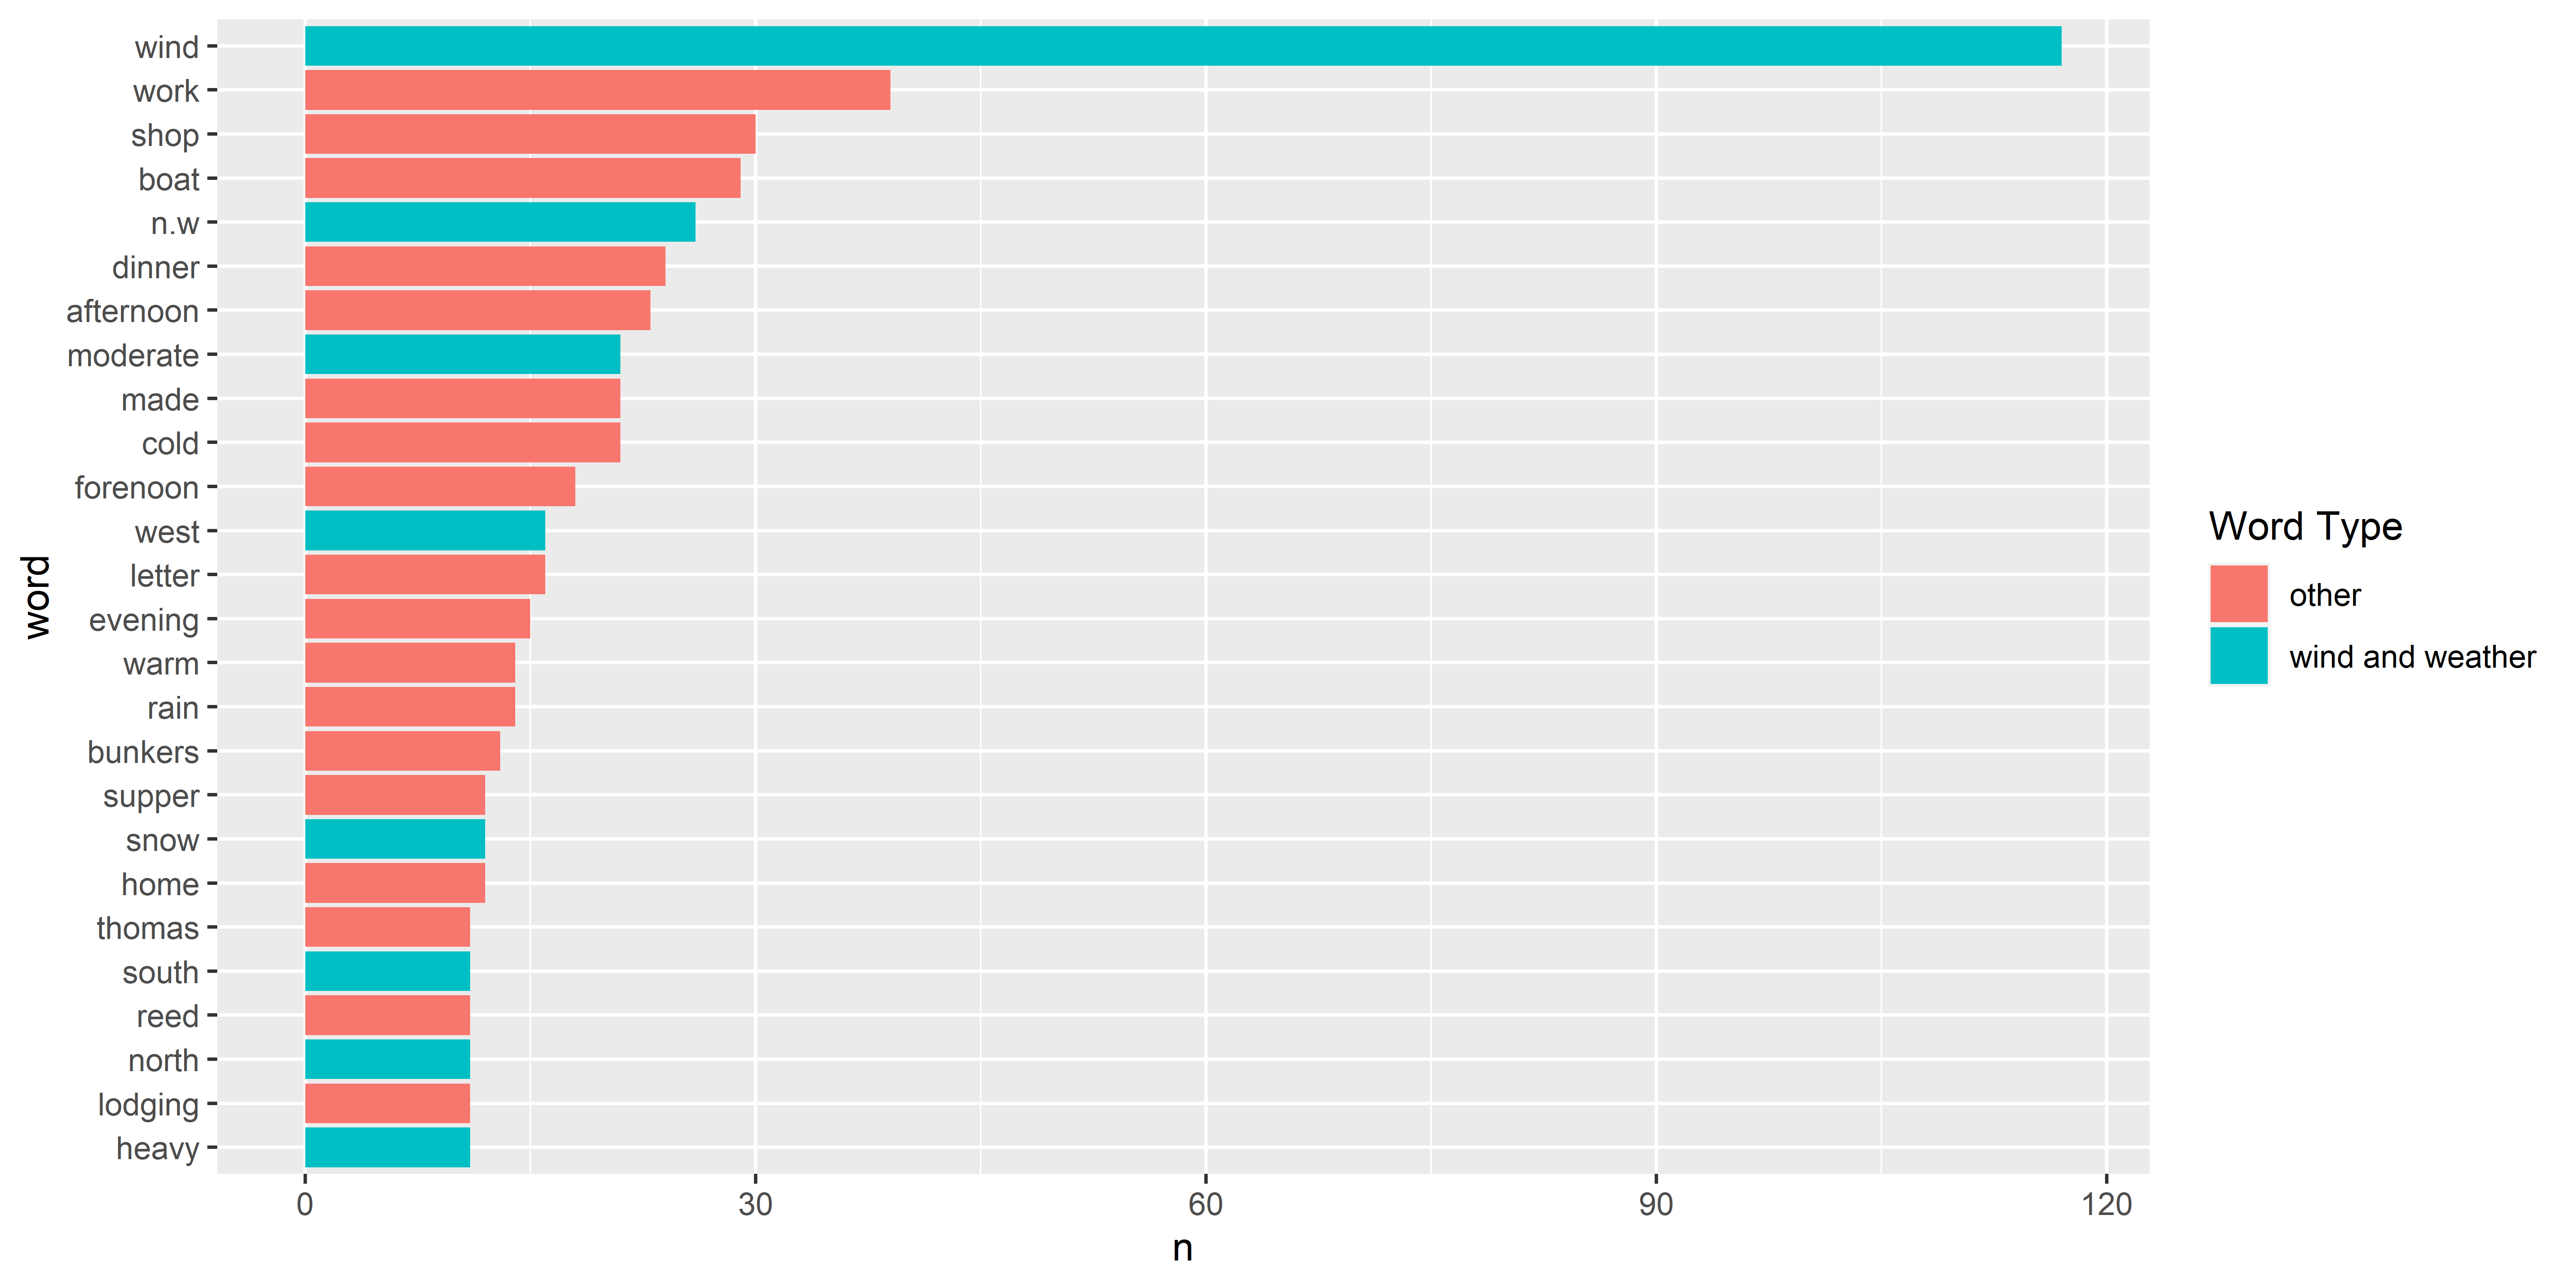 wind
work
shop
boat
n.w
dinner
afternoon
moderate
made
cold
forenoon
west
letter
evening
warm
rain
bunkers
supper
snow
home
thomas
south
reed
north
lodging
heavy
word
0 30 60 90 120
n
Word Type
other
wind and weather